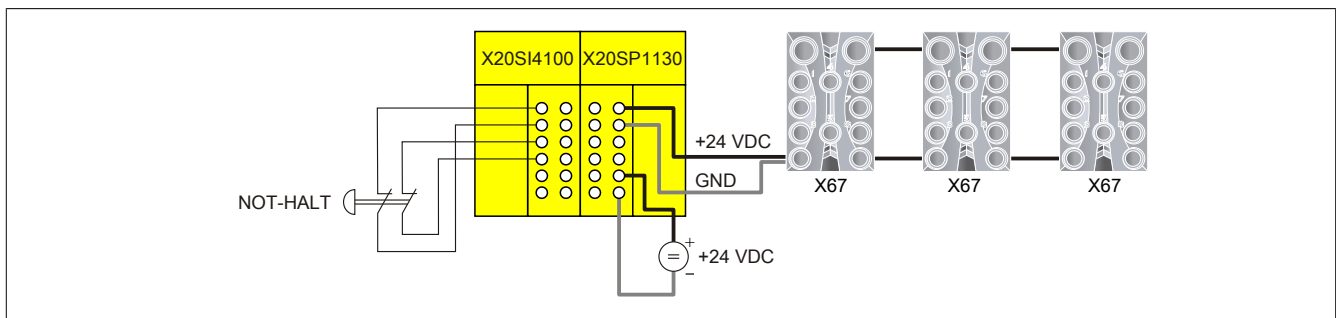 X20SI4100 X20SP1130
+24 VDC
GND
NOT-HALT
+
+24 VDC
−
X67
X67
X67